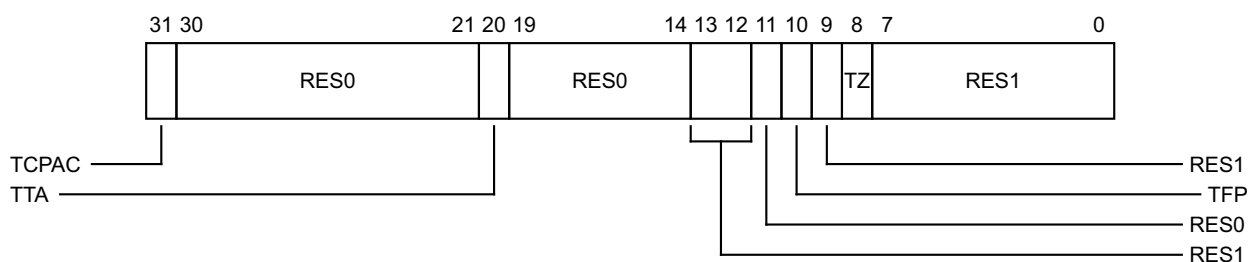 31 30 21 20 19 14 13 12 11 10 9 8 7 0
RES0 RES0 TZ RES1
TCPAC RES1
TTA TFP
RES0
RES1